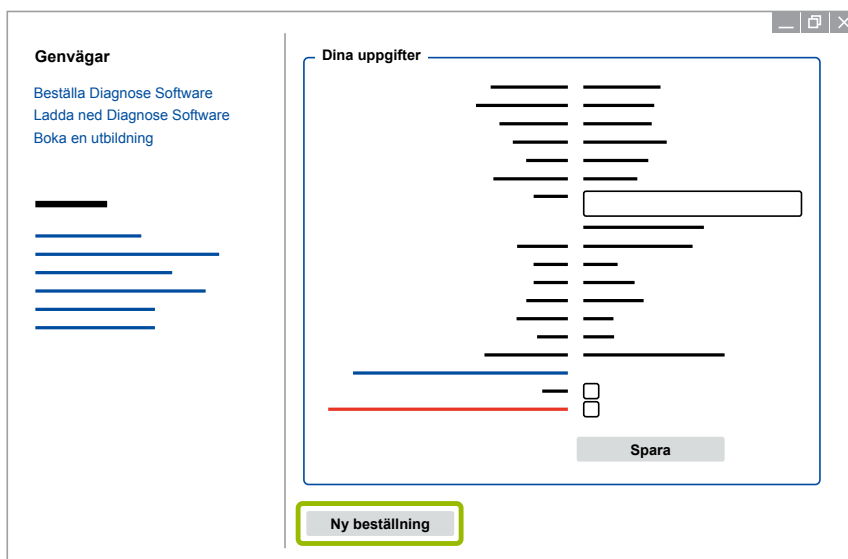 Genvägar
Beställa Diagnose Software
Ladda ned Diagnose Software
Boka en utbildning
Dina uppgifter
Spara
Ny beställning